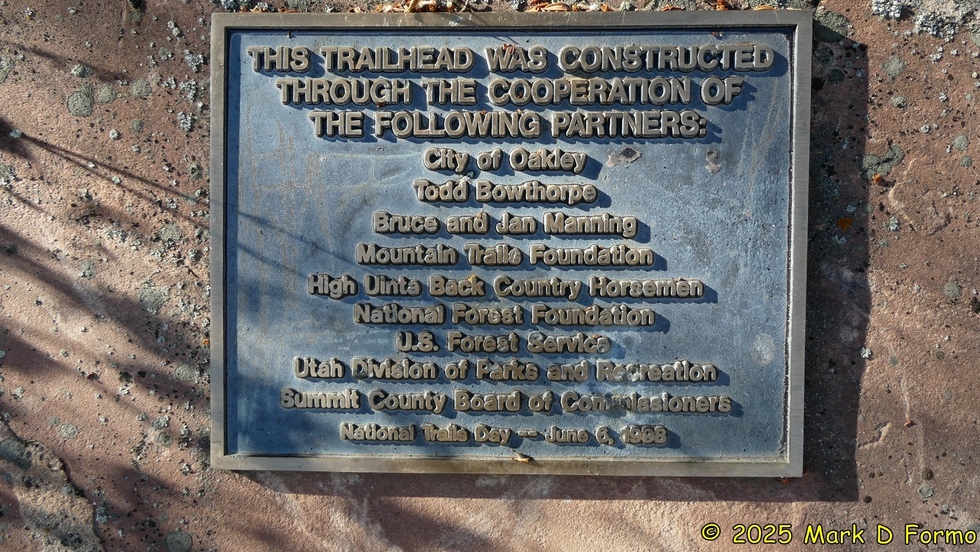 THIS TRAILHEAD WAS CONSTRUCTED
THROUGH THE COOPERATION OF
THE FOLLOWING PARTNERS:
City of Oakley
Todd Bowthorpe
Bruce and Jan Manning
Mountain Trails Foundation
High Uinta Back Country Horsemen
National Forest Foundation
U.S. Forest Service
Utah Division of Parks and Recreation
Summit County Board of Commissioners
National Trails Day -- June 6, 1998
© 2025 Mark D Forma